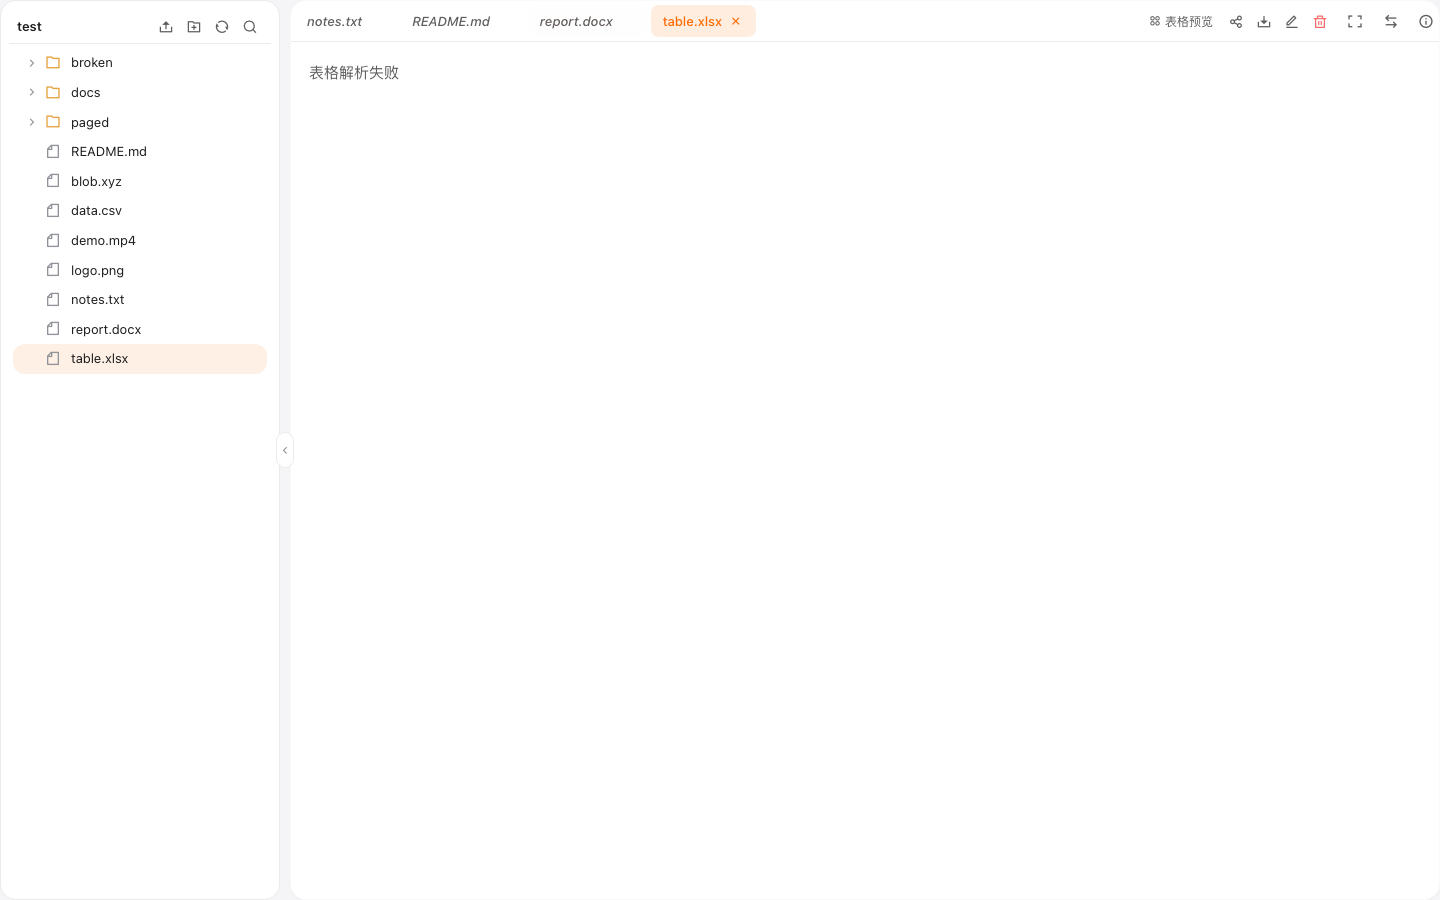 test
broken
docs
paged
README.md
blob.xyz
data.csv
demo.mp4
logo.png
notes.txt
report.docx
table.xlsx
notes.txt README.md report.docx table.xlsx 表格预览
表格解析失败